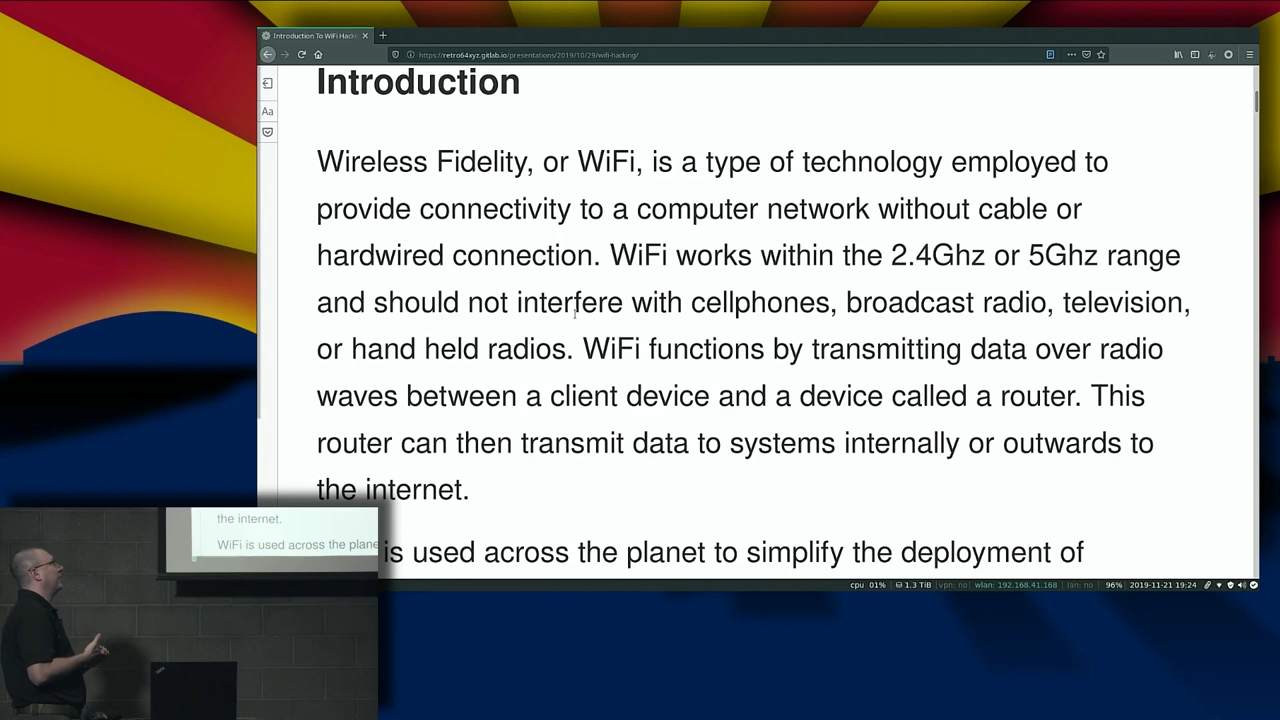 Introduction To WiFi Hacki
https://retro64xyz.gitlab.io/presentations/2019/10/29/wifi-hacking/
Introduction
Aa
Wireless Fidelity, or WiFi, is a type of technology employed to
provide connectivity to a computer network without cable or
hardwired connection. WiFi works within the 2.4Ghz or 5Ghz range
and should not interfere with cellphones, broadcast radio, television,
or hand held radios. WiFi functions by transmitting data over radio
waves between a client device and a device called a router. This
router can then transmit data to systems internally or outwards to
the internet.
is used across the planet to simplify the deployment of
the internet.
WiFi is used across the plane
cpu 01% 1.3 TiB vpn: no wlan: 192.168.41.168 lan: no 96% 2019-11-21 19:24